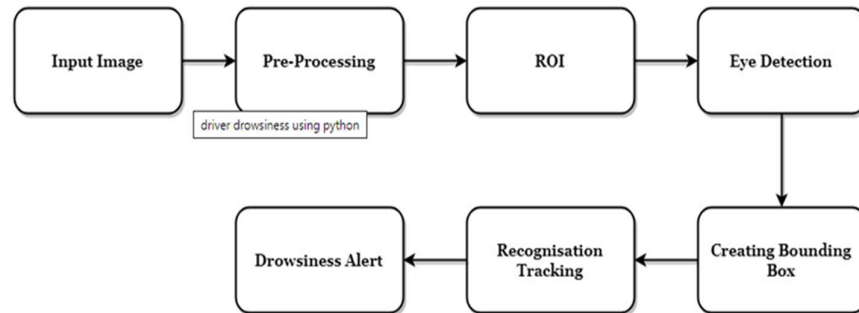 Input Image
Pre-Processing
ROI
Eye Detection
driver drowsiness using python
Drowsiness Alert
Recognisation
Tracking
Creating Bounding
Box